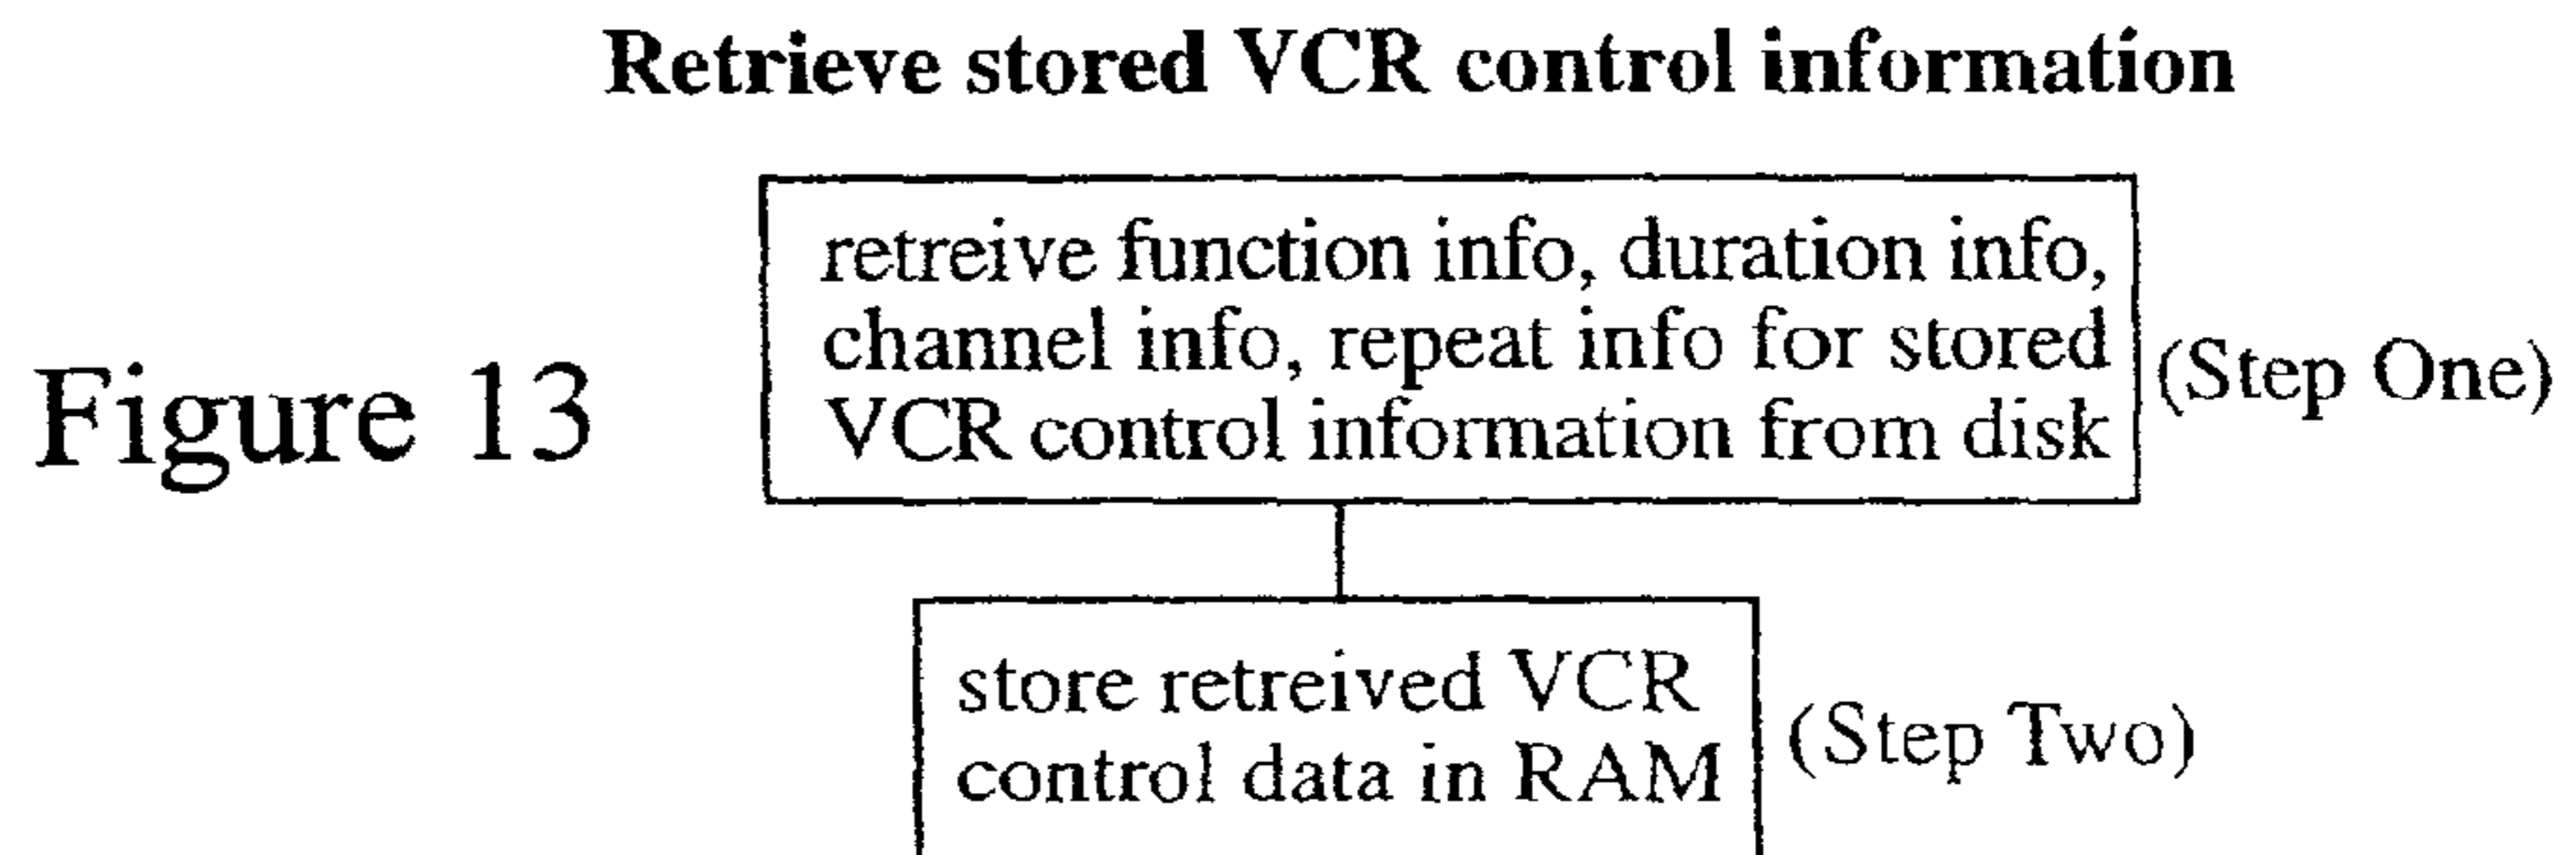 Retrieve stored VCR control information
retreive function info, duration info,
channel info, repeat info for stored
VCR control information from disk
(Step One)
Figure 13
store retreived VCR
control data in RAM
(Step Two)